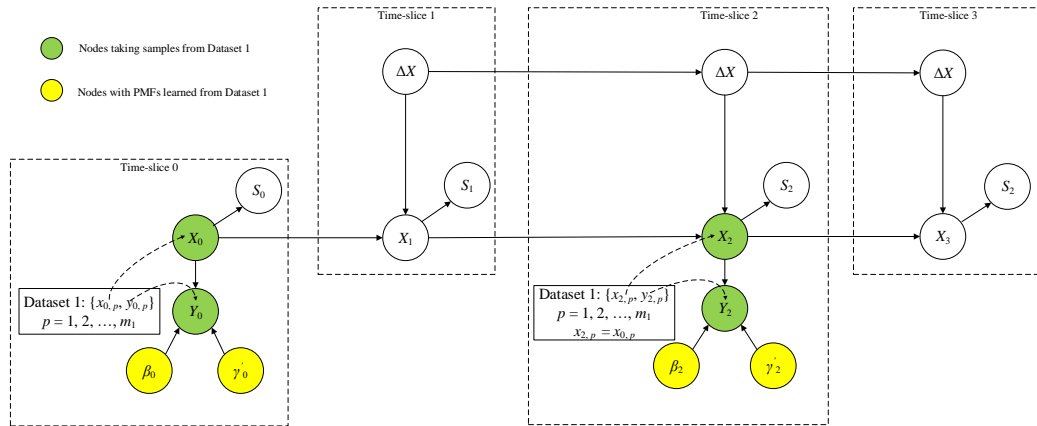 Nodes taking samples from Dataset 1
Nodes with PMFs learned from Dataset 1
Time-slice 0
S₀
X₀
Dataset 1: {x₀,ₚ, y₀,ₚ}
p = 1, 2, …, m₁
Y₀
β₀
γ'₀
Time-slice 1
ΔX
S₁
X₁
Time-slice 2
ΔX
S₂
X₂
Dataset 1: {x₂,ₚ, y₂,ₚ}
p = 1, 2, …, m₁
x₂,ₚ = x₀,ₚ
Y₂
β₂
γ'₂
Time-slice 3
ΔX
S₂
X₃